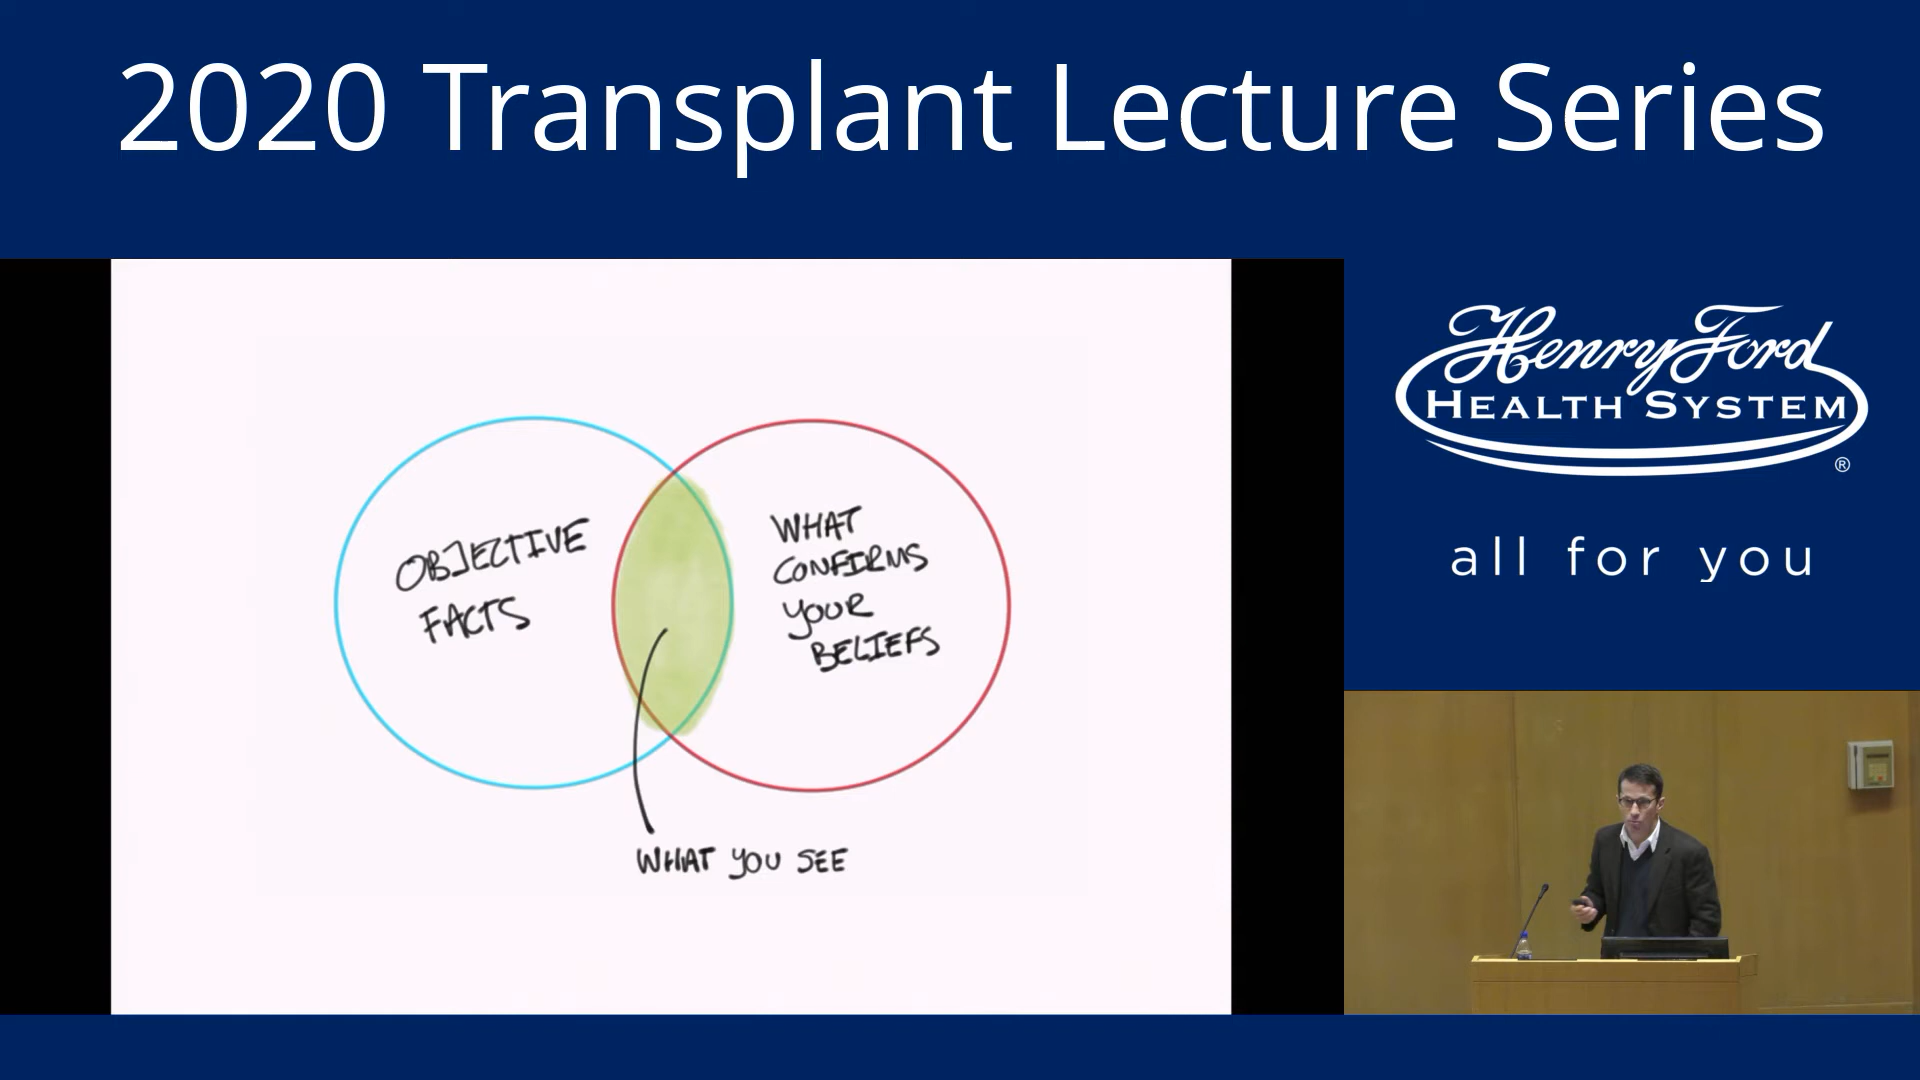 2020 Transplant Lecture Series
OBJECTIVE
FACTS
WHAT
CONFIRMS
YOUR
BELIEFS
WHAT YOU SEE
Henry Ford
HEALTH SYSTEM
®
all for you